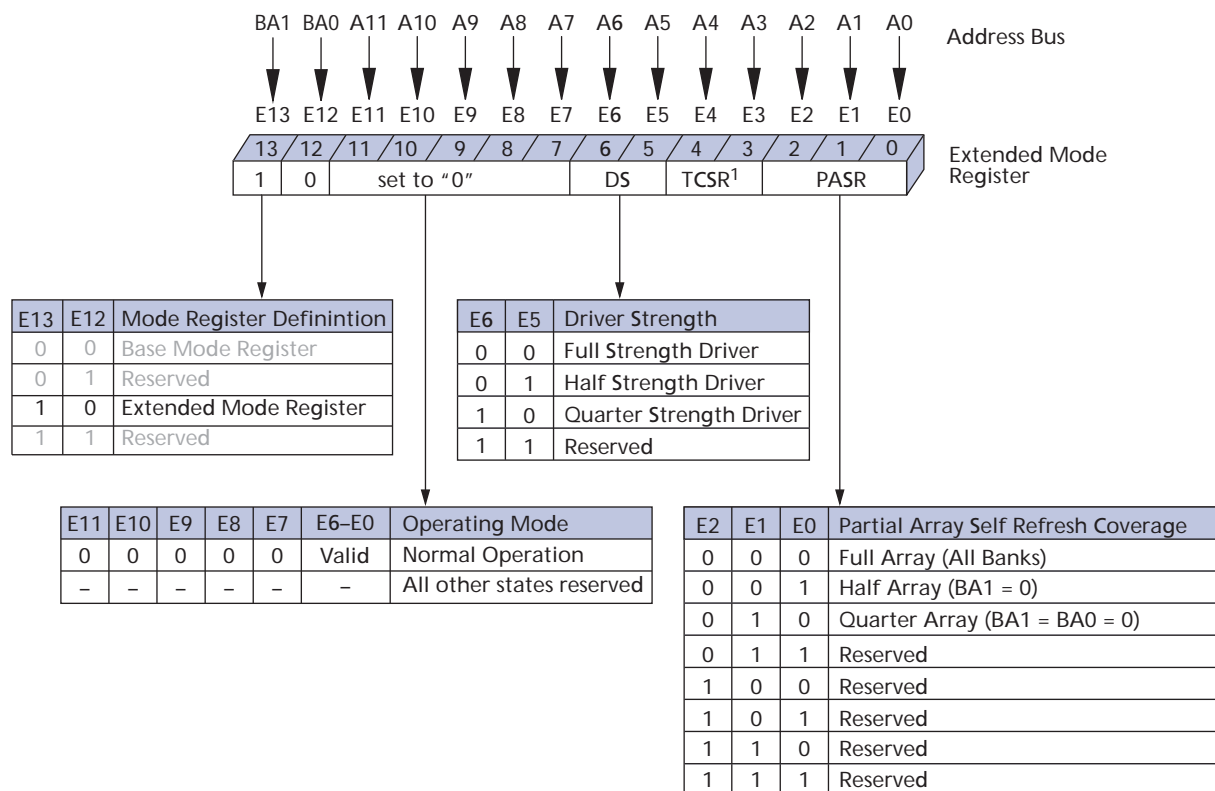 BA1 BA0 A11 A10 A9 A8 A7 A6 A5 A4 A3 A2 A1 A0
Address Bus
E13 E12 E11 E10 E9 E8 E7 E6 E5 E4 E3 E2 E1 E0
13 12 11 10 9 8 7 6 5 4 3 2 1 0
Extended Mode
Register
1 0 set to “0” DS TCSR1 PASR
E13 E12 Mode Register Definintion
0 0 Base Mode Register
0 1 Reserved
1 0 Extended Mode Register
1 1 Reserved
E6 E5 Driver Strength
0 0 Full Strength Driver
0 1 Half Strength Driver
1 0 Quarter Strength Driver
1 1 Reserved
E11 E10 E9 E8 E7 E6–E0 Operating Mode
0 0 0 0 0 Valid Normal Operation
– – – – – – All other states reserved
E2 E1 E0 Partial Array Self Refresh Coverage
0 0 0 Full Array (All Banks)
0 0 1 Half Array (BA1 = 0)
0 1 0 Quarter Array (BA1 = BA0 = 0)
0 1 1 Reserved
1 0 0 Reserved
1 0 1 Reserved
1 1 0 Reserved
1 1 1 Reserved